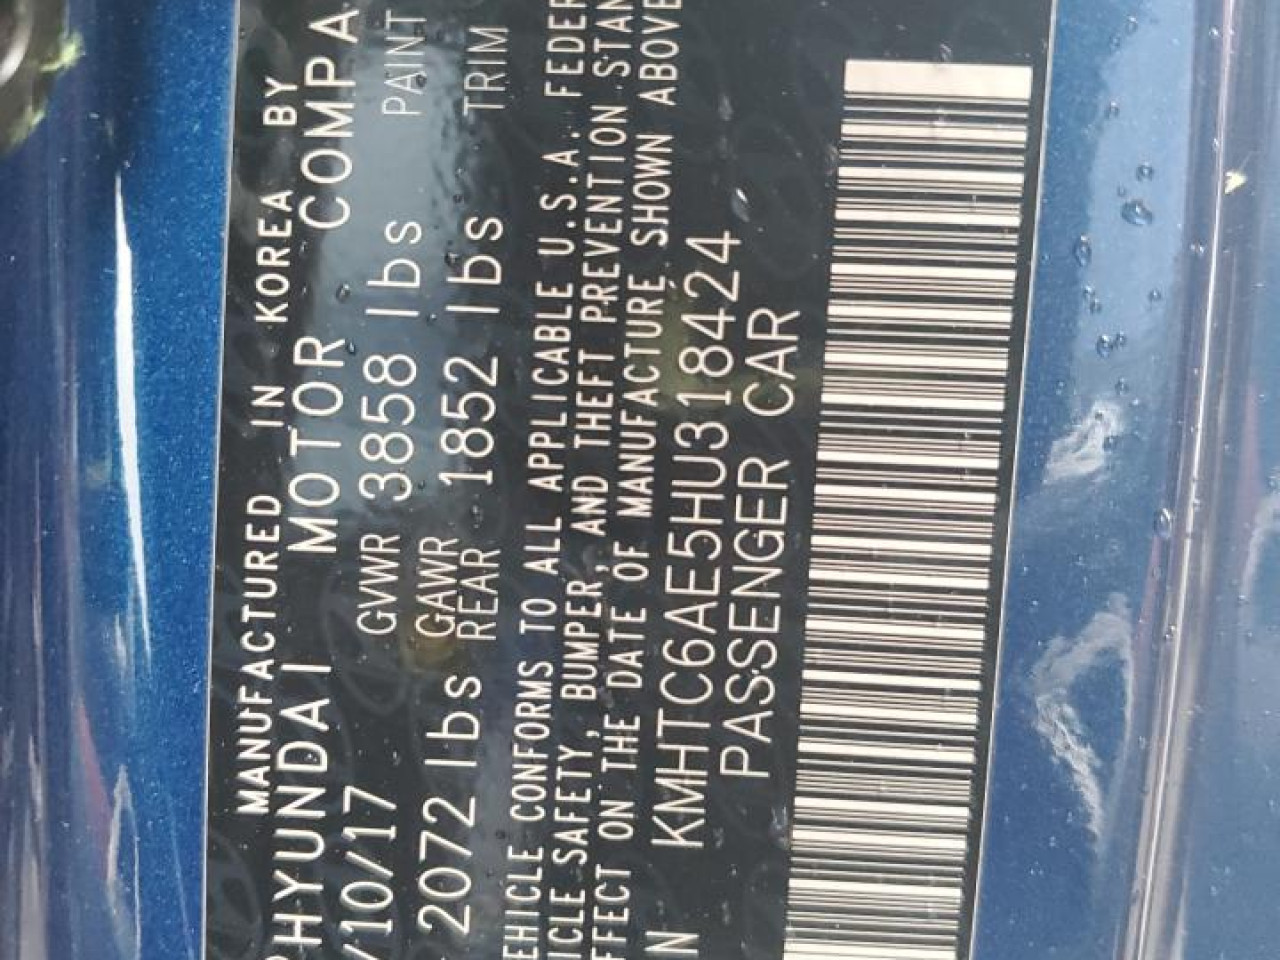 MANUFACTURED IN KOREA BY
HYUNDAI MOTOR COMPA
/10/17 GVWR 3858 lbs PAINT
2072 lbs GAWR REAR 1852 lbs TRIM
EHICLE CONFORMS TO ALL APPLICABLE U.S.A. FEDER
ICLE SAFETY, BUMPER, AND THEFT PREVENTION STAN
FFECT ON THE DATE OF MANUFACTURE SHOWN ABOVE
IN KMHTC6AE5HU318424
PASSENGER CAR